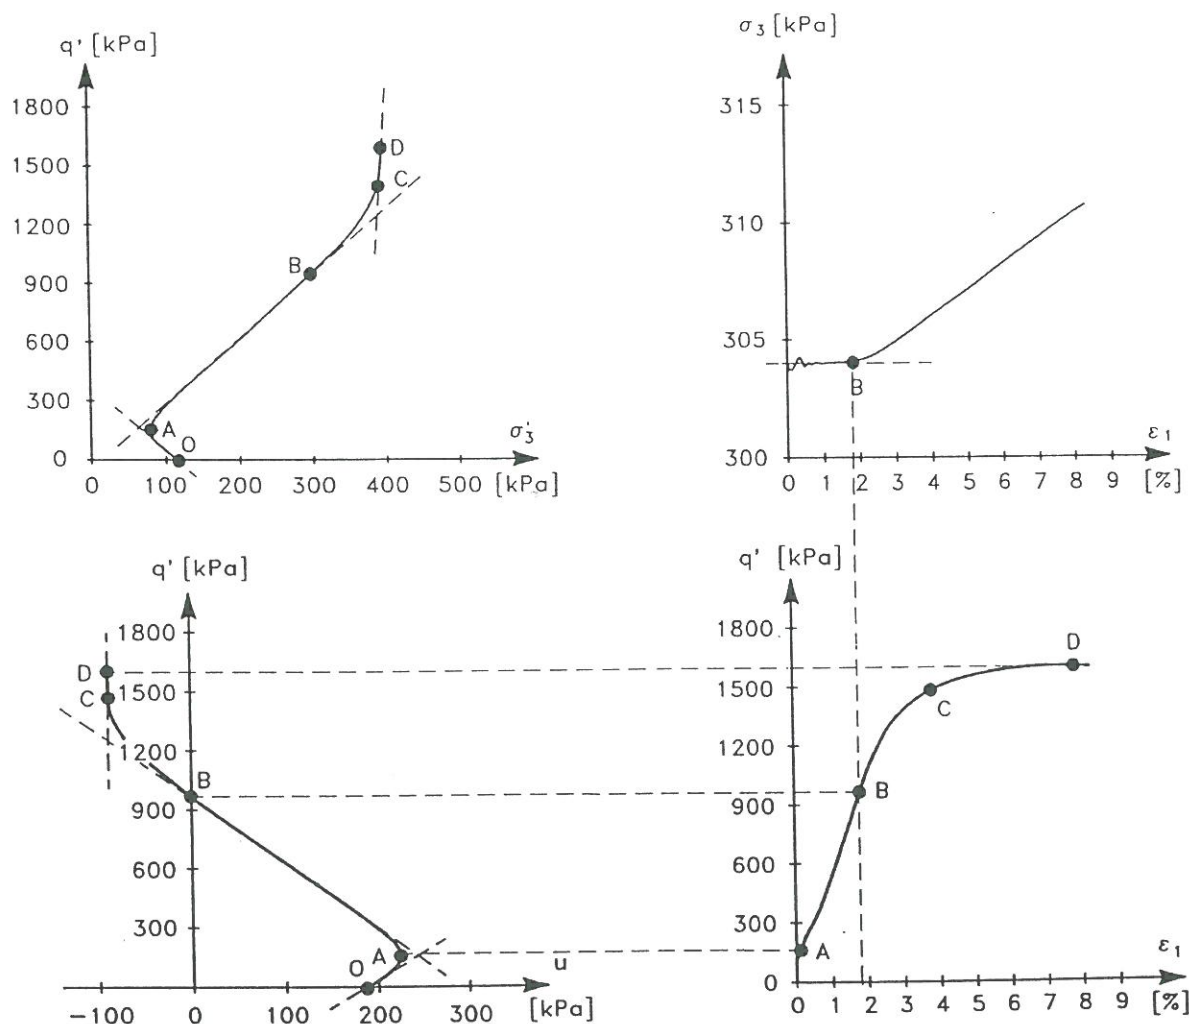 q' [kPa]
1800
1500
1200
900
600
300
0
D
C
B
A
O
σ'₃
0 100 200 300 400 500 [kPa]
σ₃ [kPa]
315
310
305
300
B
ε₁
0 1 2 3 4 5 6 7 8 9 [%]
q' [kPa]
1800
1500
1200
900
600
300
D
C
B
A
O
u
-100 0 100 200 300 [kPa]
q' [kPa]
1800
1500
1200
900
600
300
0
D
C
B
A
ε₁
0 1 2 3 4 5 6 7 8 9 [%]